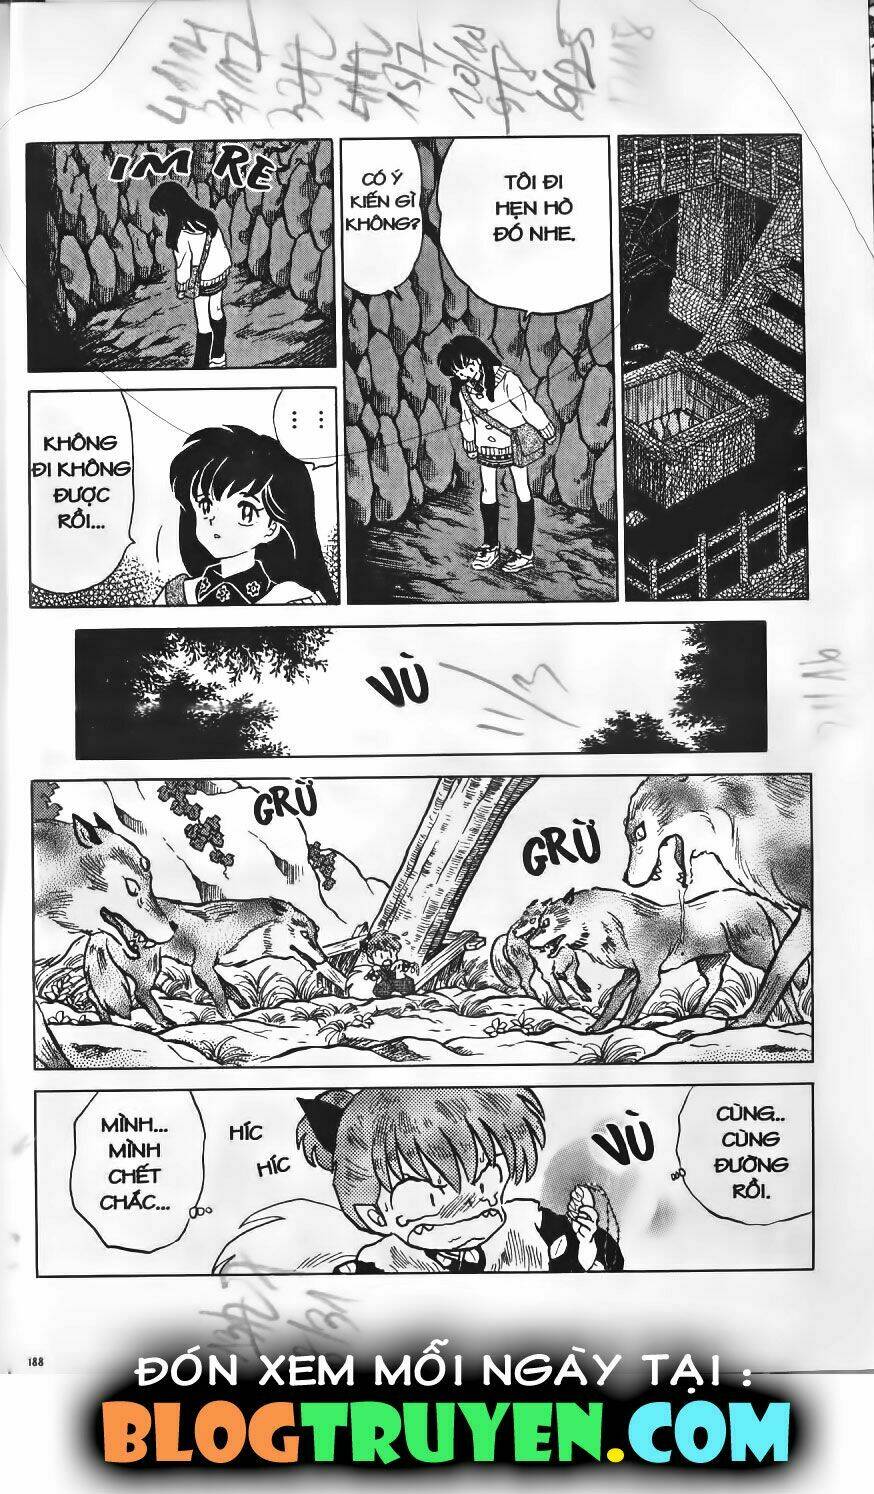 TÔI ĐI
HẸN HÒ
ĐÓ NHE.
CÓ Ý
KIẾN GÌ
KHÔNG?
IM RE
. . .
. . .
KHÔNG
ĐI KHÔNG
ĐƯỢC
RỒI...
VÙ
11/3
GRỪ
GRỪ
CÙNG..
CÙNG
ĐƯỜNG
RỒI.
VÙ
HÍC
HÍC
MÌNH...
MÌNH
CHẾT
CHẮC...
188
ĐÓN XEM MỖI NGÀY TẠI :
BLOGTRUYEN.COM